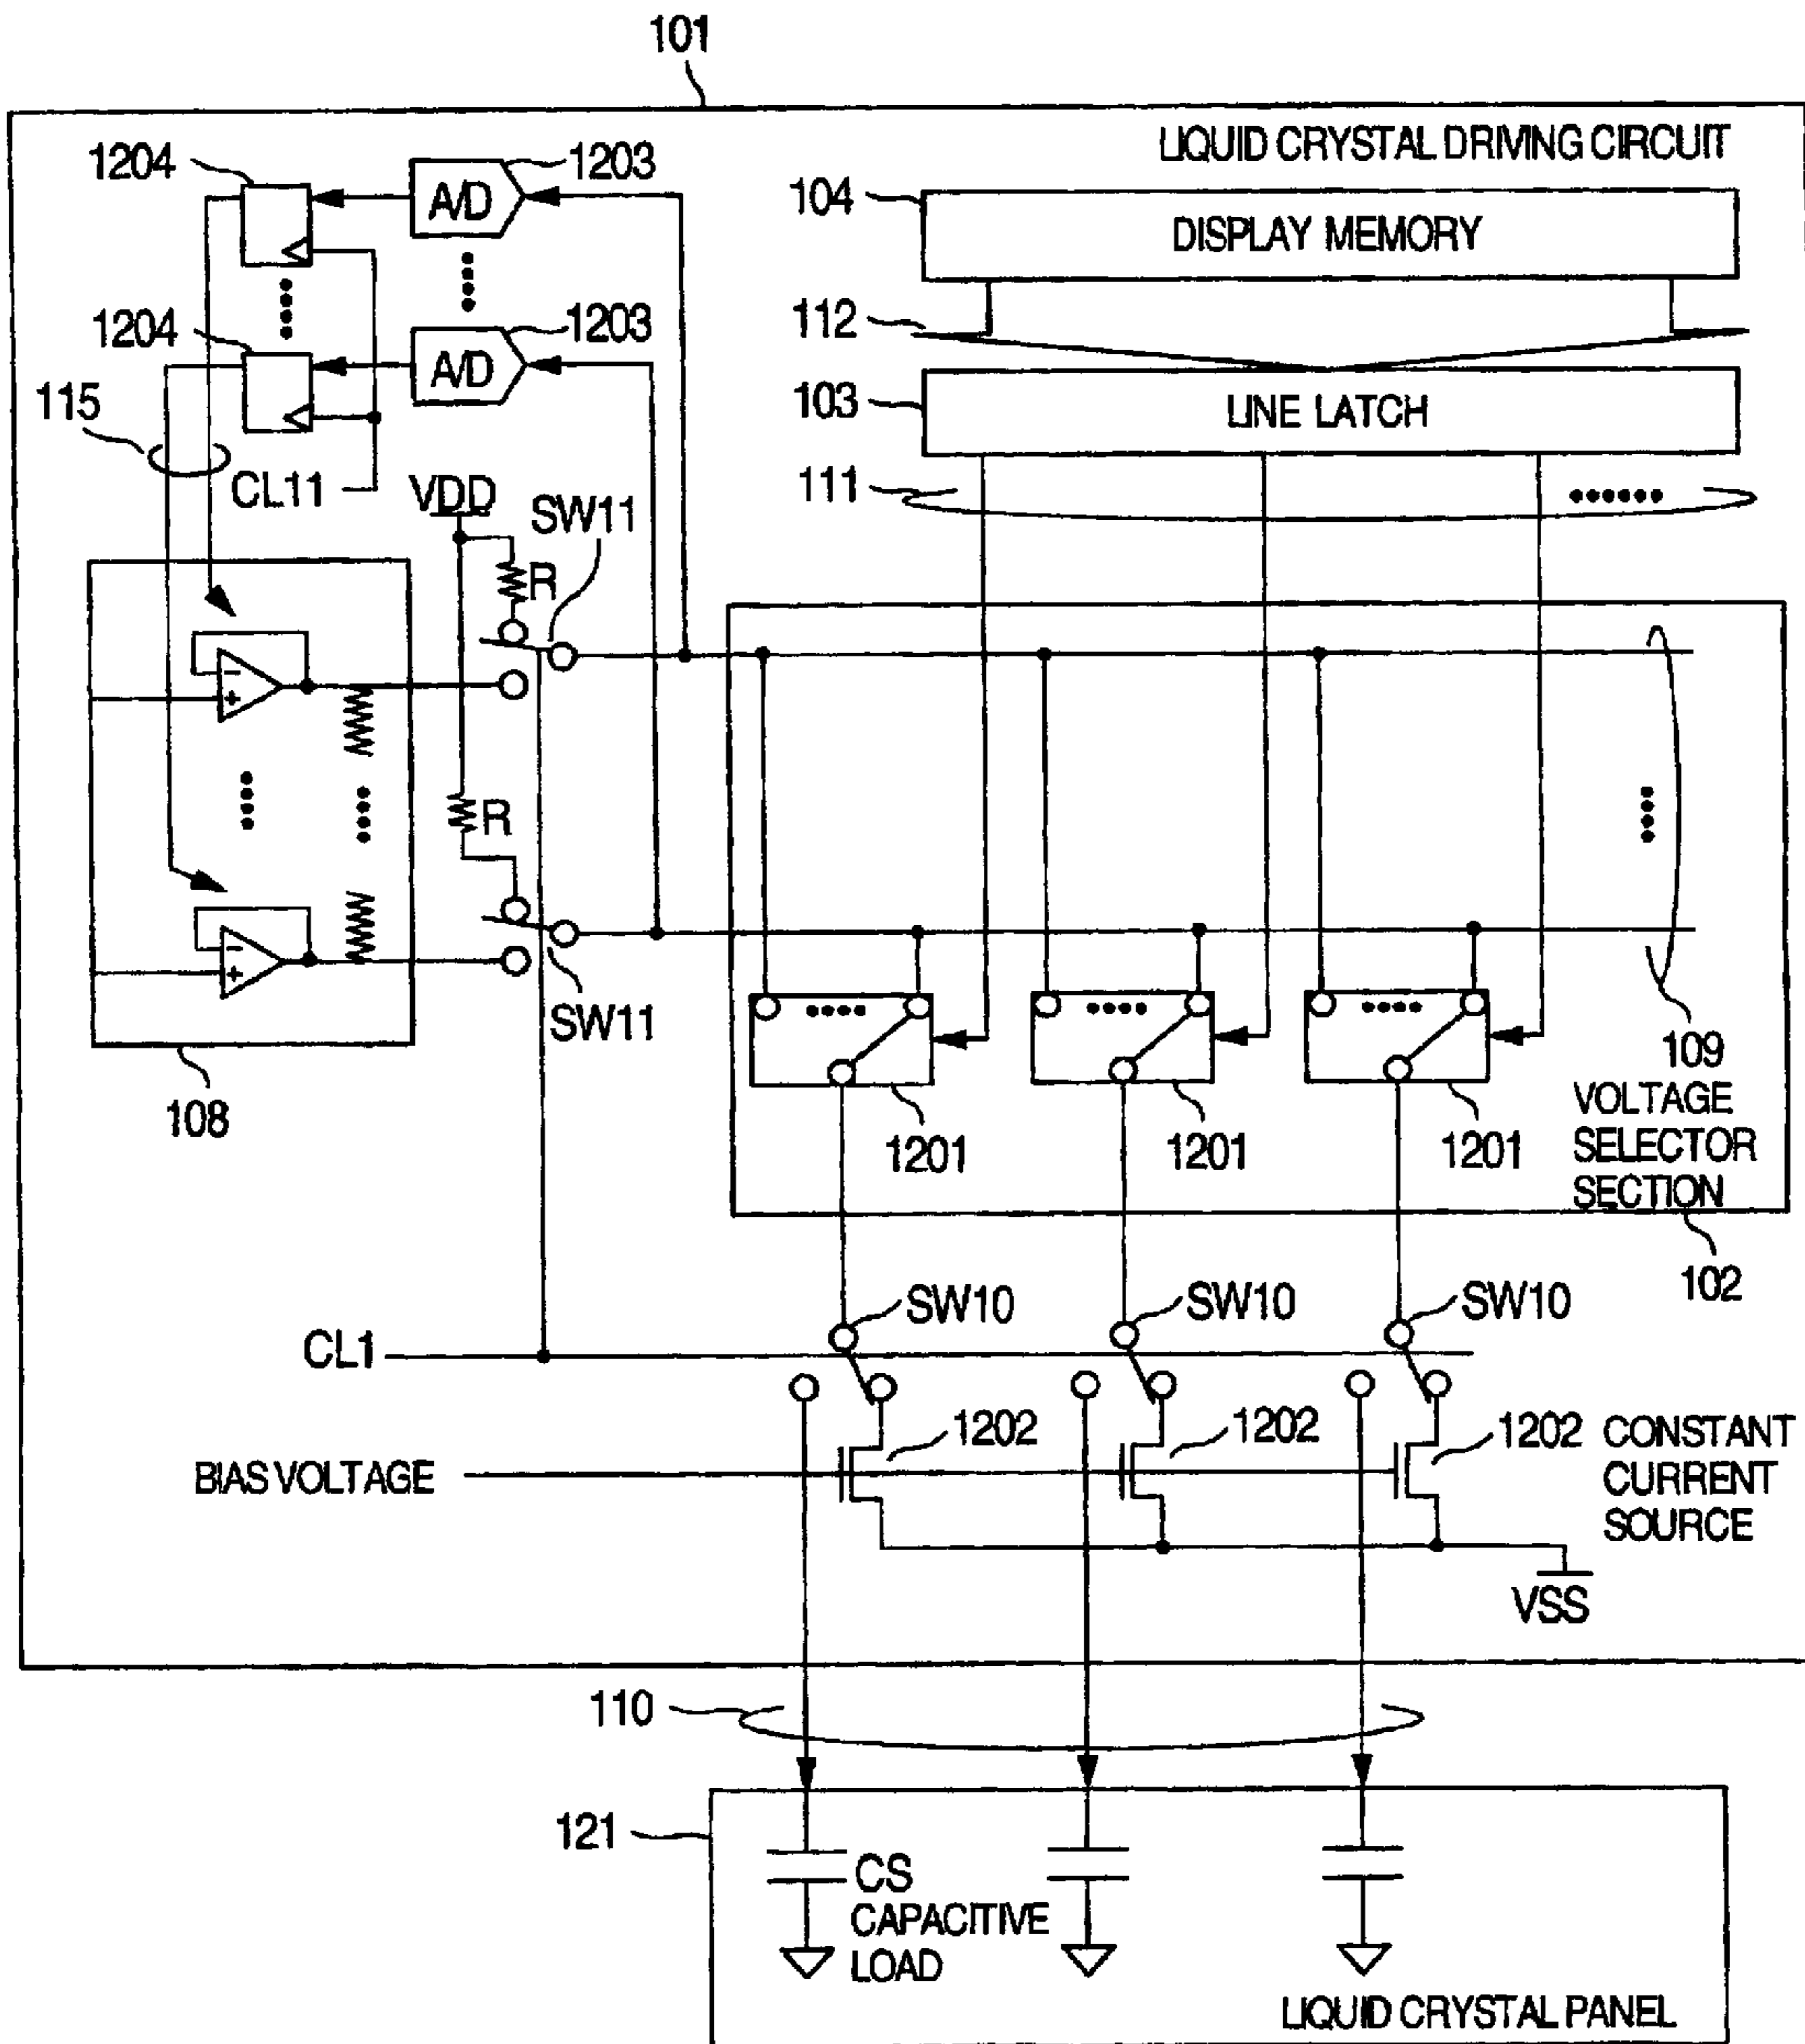 101
LIQUID CRYSTAL DRIVING CIRCUIT
1204
A/D
1203
104
DISPLAY MEMORY
112
1204
A/D
1203
103
LINE LATCH
115
CL11
VDD
SW11
111
R
-
+
R
-
+
SW11
108
1201
1201
1201
109
VOLTAGE
SELECTOR
SECTION
102
SW10
SW10
SW10
CL1
1202
1202
1202
CONSTANT
CURRENT
SOURCE
BIAS VOLTAGE
VSS
110
121
CS
CAPACITIVE
LOAD
LIQUID CRYSTAL PANEL